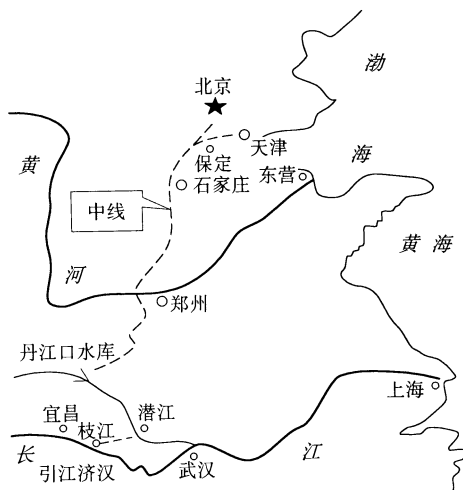 渤
北京
天津
海
黄
保定
东营
石家庄
中线
黄海
河
郑州
丹江口水库
上海
宜昌
潜江
枝江
长
江
引江济汉
武汉